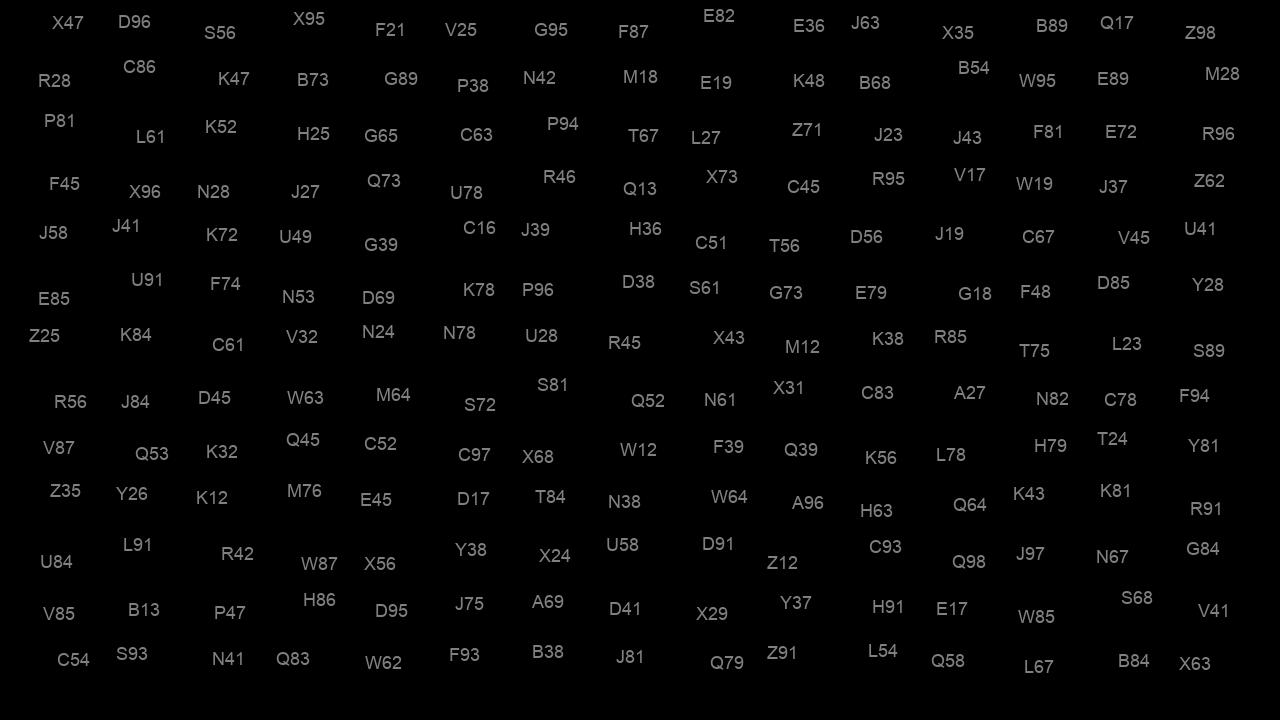 X47 D96 S56 X95 F21 V25 G95 F87 E82 E36 J63 X35 B89 Q17 Z98
R28 C86 K47 B73 G89 P38 N42 M18 E19 K48 B68 B54 W95 E89 M28
P81 L61 K52 H25 G65 C63 P94 T67 L27 Z71 J23 J43 F81 E72 R96
F45 X96 N28 J27 Q73 U78 R46 Q13 X73 C45 R95 V17 W19 J37 Z62
J58 J41 K72 U49 G39 C16 J39 H36 C51 T56 D56 J19 C67 V45 U41
E85 U91 F74 N53 D69 K78 P96 D38 S61 G73 E79 G18 F48 D85 Y28
Z25 K84 C61 V32 N24 N78 U28 R45 X43 M12 K38 R85 T75 L23 S89
R56 J84 D45 W63 M64 S72 S81 Q52 N61 X31 C83 A27 N82 C78 F94
V87 Q53 K32 Q45 C52 C97 X68 W12 F39 Q39 K56 L78 H79 T24 Y81
Z35 Y26 K12 M76 E45 D17 T84 N38 W64 A96 H63 Q64 K43 K81 R91
U84 L91 R42 W87 X56 Y38 X24 U58 D91 Z12 C93 Q98 J97 N67 G84
V85 B13 P47 H86 D95 J75 A69 D41 X29 Y37 H91 E17 W85 S68 V41
C54 S93 N41 Q83 W62 F93 B38 J81 Q79 Z91 L54 Q58 L67 B84 X63